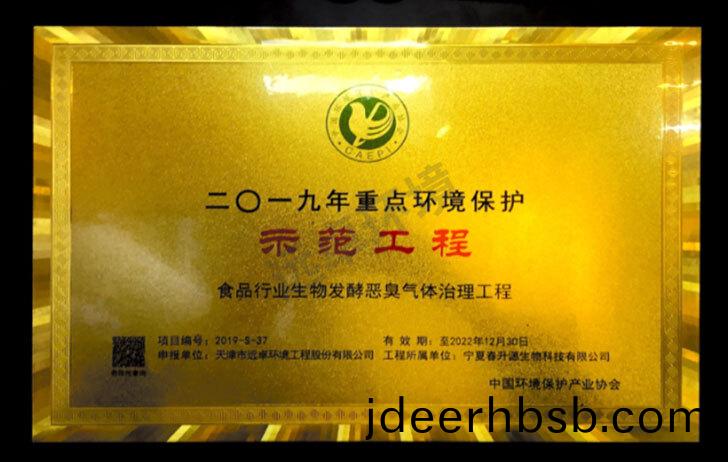 CAEPI
二〇一九年重点环境保护
示范工程
食品行业生物发酵恶臭气体治理工程
项目编号：2019-S-37
有 效 期：至2022年12月30日
申报单位：天津市远卓环境工程股份有限公司
工程所属单位：宁夏春升源生物科技有限公司
中国环境保护产业协会
jdeerhbsb.com